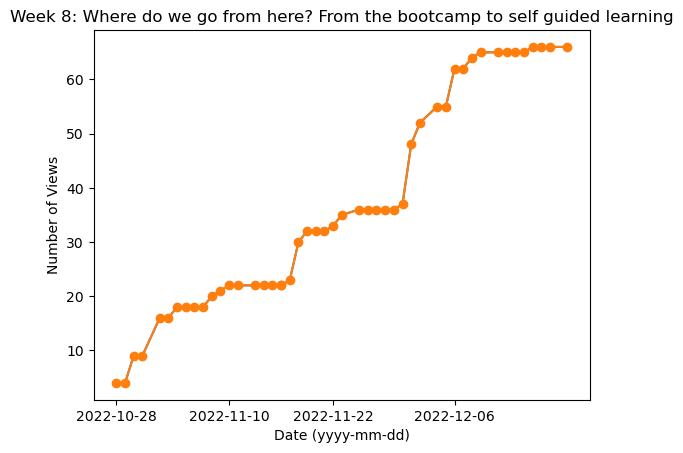 Week 8: Where do we go from here? From the bootcamp to self guided learning
60
50
40
30
20
10
Number of Views
2022-10-28 2022-11-10 2022-11-22 2022-12-06
Date (yyyy-mm-dd)